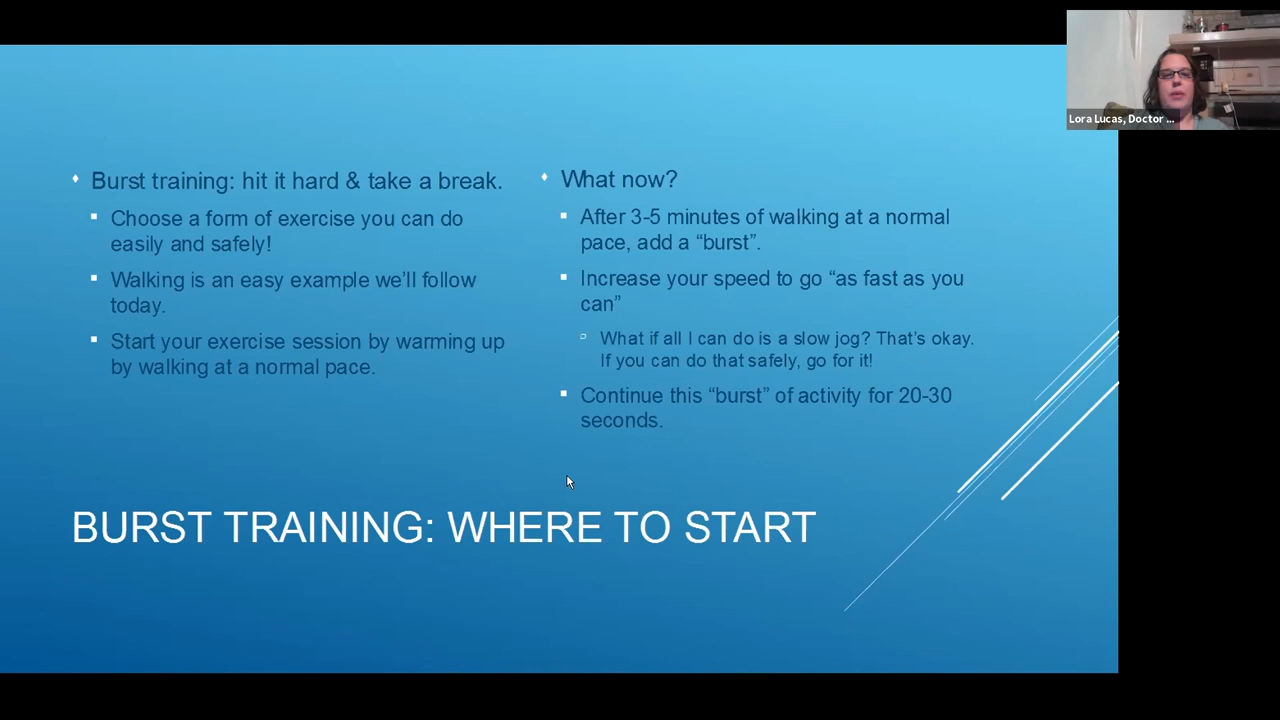 Lora Lucas, Doctor ...
Burst training: hit it hard & take a break.
Choose a form of exercise you can do
easily and safely!
Walking is an easy example we'll follow
today.
Start your exercise session by warming up
by walking at a normal pace.
What now?
After 3-5 minutes of walking at a normal
pace, add a “burst”.
Increase your speed to go “as fast as you
can”
What if all I can do is a slow jog? That’s okay.
If you can do that safely, go for it!
Continue this “burst” of activity for 20-30
seconds.
BURST TRAINING: WHERE TO START